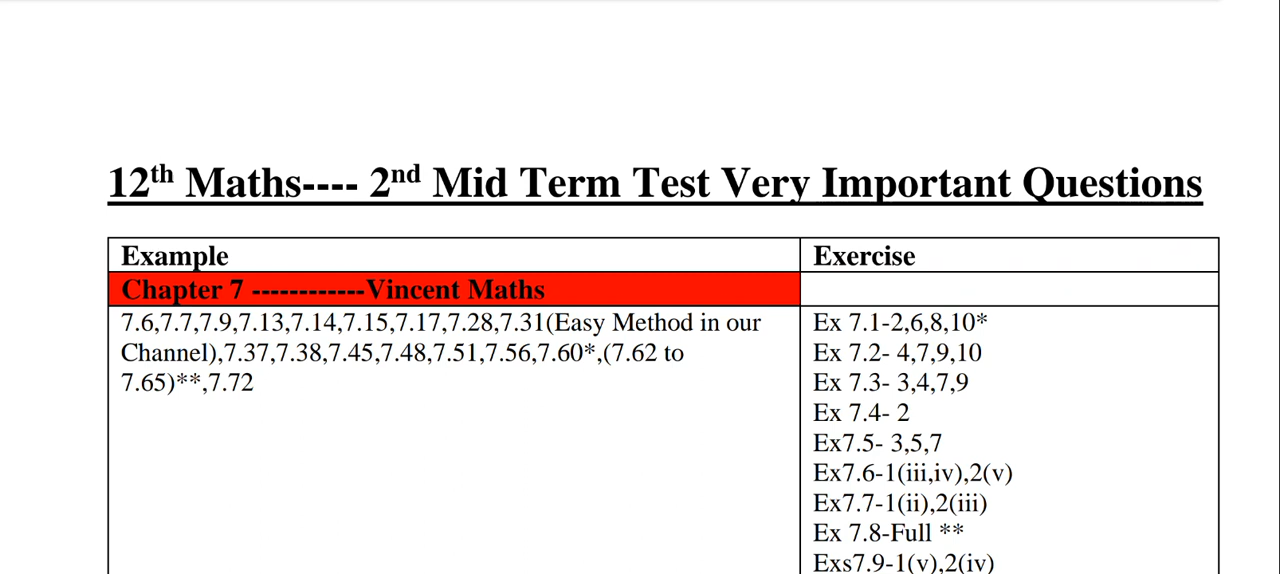 12th Maths---- 2nd Mid Term Test Very Important Questions
Example
Exercise
Chapter 7 ------------Vincent Maths
7.6,7.7,7.9,7.13,7.14,7.15,7.17,7.28,7.31(Easy Method in our
Channel),7.37,7.38,7.45,7.48,7.51,7.56,7.60*,(7.62 to
7.65)**,7.72
Ex 7.1-2,6,8,10*
Ex 7.2- 4,7,9,10
Ex 7.3- 3,4,7,9
Ex 7.4- 2
Ex7.5- 3,5,7
Ex7.6-1(iii,iv),2(v)
Ex7.7-1(ii),2(iii)
Ex 7.8-Full **
Exs7.9-1(v),2(iv)